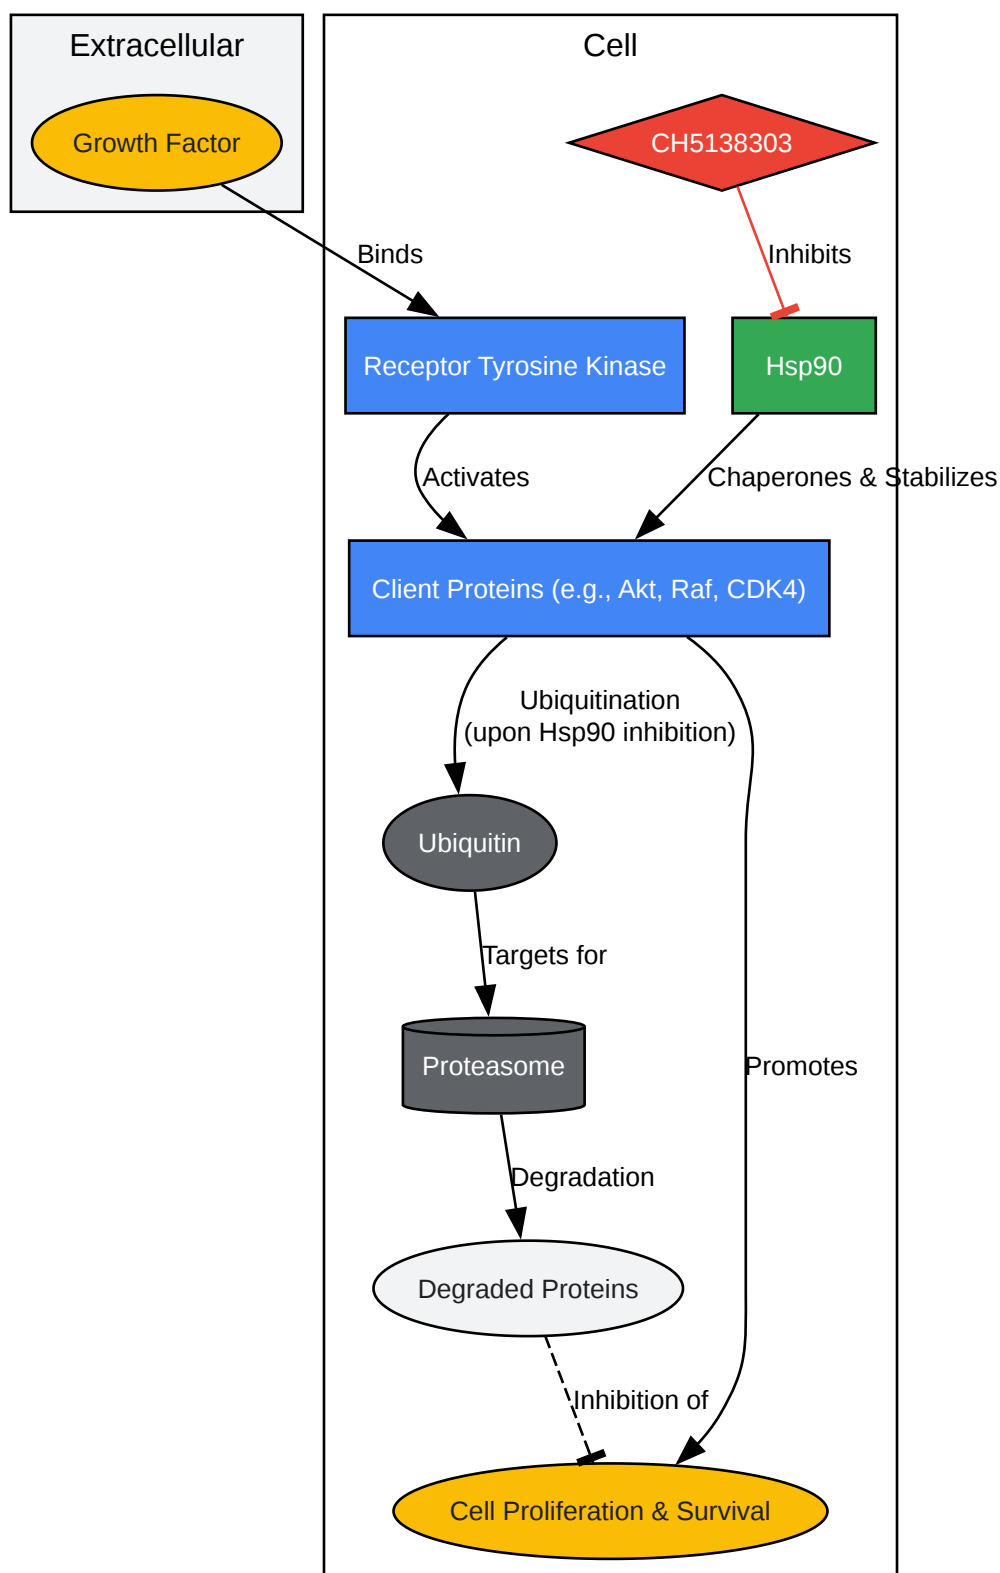 Extracellular
Cell
Growth Factor
CH5138303
Binds
Inhibits
Receptor Tyrosine Kinase
Hsp90
Activates
Chaperones & Stabilizes
Client Proteins (e.g., Akt, Raf, CDK4)
Ubiquitination
(upon Hsp90 inhibition)
Ubiquitin
Targets for
Proteasome
Promotes
Degradation
Degraded Proteins
Inhibition of
Cell Proliferation & Survival